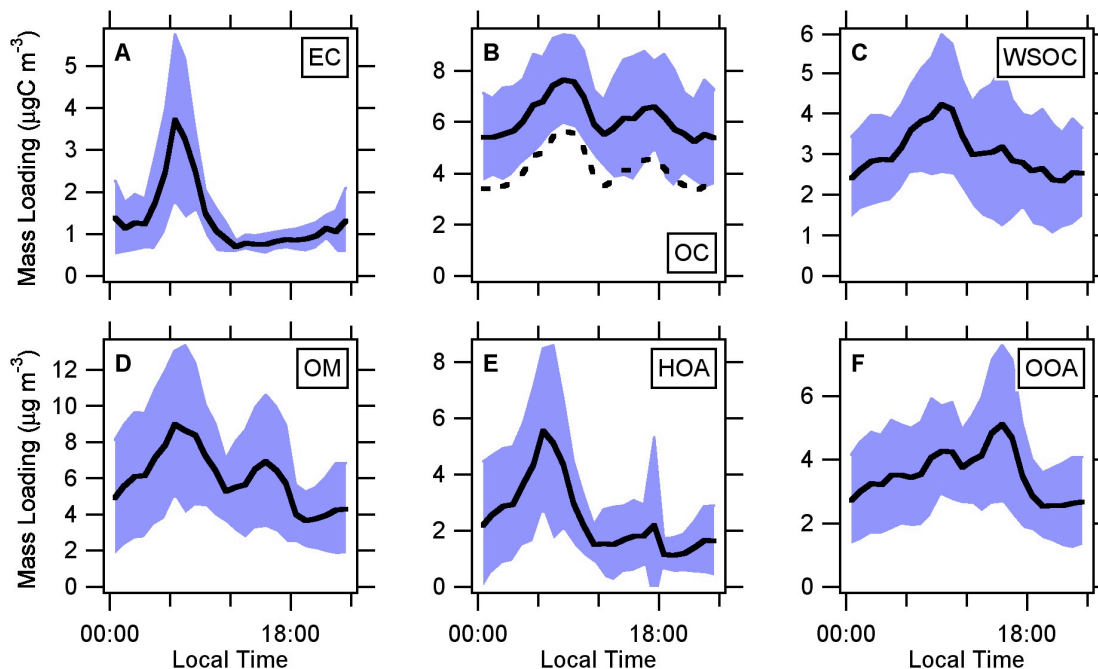 Mass Loading (µgC m⁻³)
A
EC
5
4
3
2
1
0
B
OC
8
6
4
2
0
C
WSOC
6
5
4
3
2
1
0
Mass Loading (µg m⁻³)
D
OM
12
10
8
6
4
2
0
E
HOA
8
6
4
2
0
F
OOA
6
4
2
0
00:00 18:00
00:00 18:00
00:00 18:00
Local Time
Local Time
Local Time